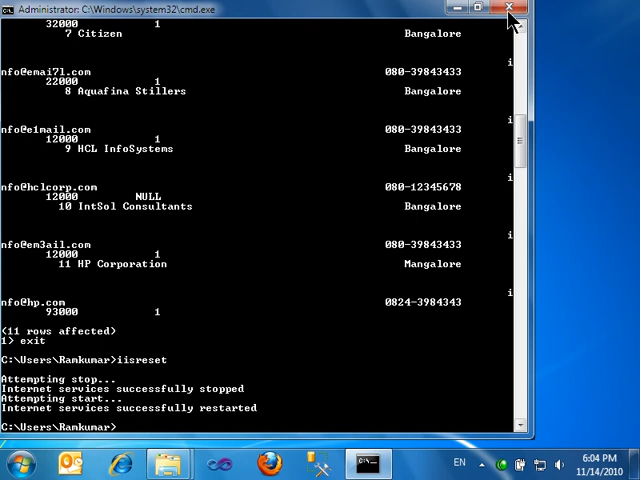 Administrator: C:\Windows\system32\cmd.exe
32000 1
7 Citizen Bangalore
i
nfo@emai7l.com 080-39843433
22000 1
8 Aquafina Stillers Bangalore
i
nfo@e1mail.com 080-39843433
12000 1
9 HCL InfoSystems Bangalore
i
nfo@hclcorp.com 080-12345678
12000 NULL
10 IntSol Consultants Bangalore
i
nfo@em3ail.com 080-39843433
12000 1
11 HP Corporation Mangalore
i
nfo@hp.com 0824-3984343
93000 1
(11 rows affected)
1> exit
C:\Users\Ramkumar>iisreset
Attempting stop...
Internet services successfully stopped
Attempting start...
Internet services successfully restarted
C:\Users\Ramkumar>
EN
6:04 PM
11/14/2010